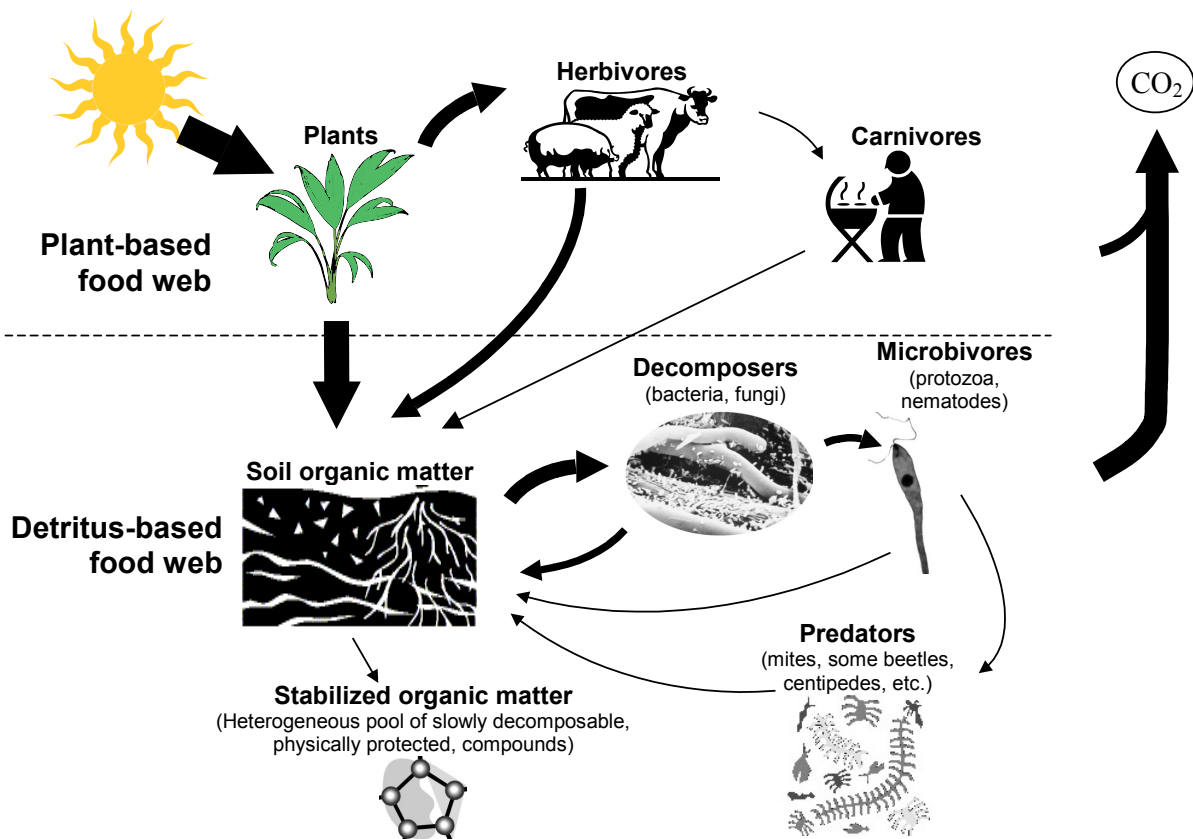 Herbivores
CO₂
Plants
Carnivores
Plant-based
food web
Microbivores
(protozoa,
nematodes)
Decomposers
(bacteria, fungi)
Soil organic matter
Detritus-based
food web
Predators
(mites, some beetles,
centipedes, etc.)
Stabilized organic matter
(Heterogeneous pool of slowly decomposable,
physically protected, compounds)